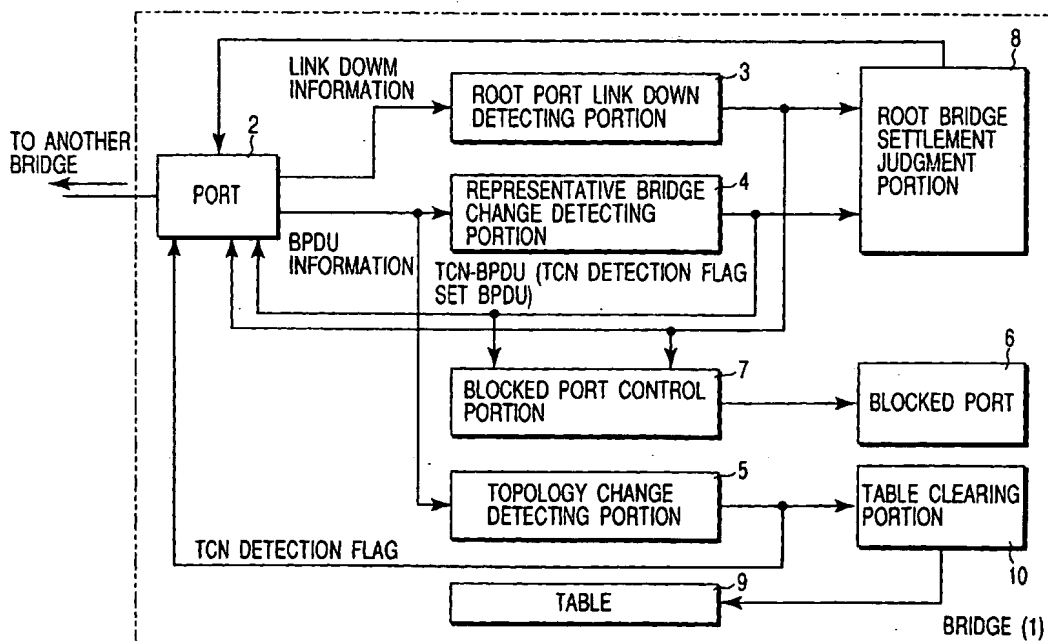 8
3
LINK DOWM
INFORMATION
ROOT PORT LINK DOWN
DETECTING PORTION
ROOT BRIDGE
SETTLEMENT
JUDGMENT
PORTION
TO ANOTHER
BRIDGE
2
PORT
4
REPRESENTATIVE BRIDGE
CHANGE DETECTING
PORTION
BPDU
INFORMATION
TCN-BPDU (TCN DETECTION FLAG
SET BPDU)
7
BLOCKED PORT CONTROL
PORTION
6
BLOCKED PORT
5
TOPOLOGY CHANGE
DETECTING PORTION
TABLE CLEARING
PORTION
10
TCN DETECTION FLAG
9
TABLE
BRIDGE (1)